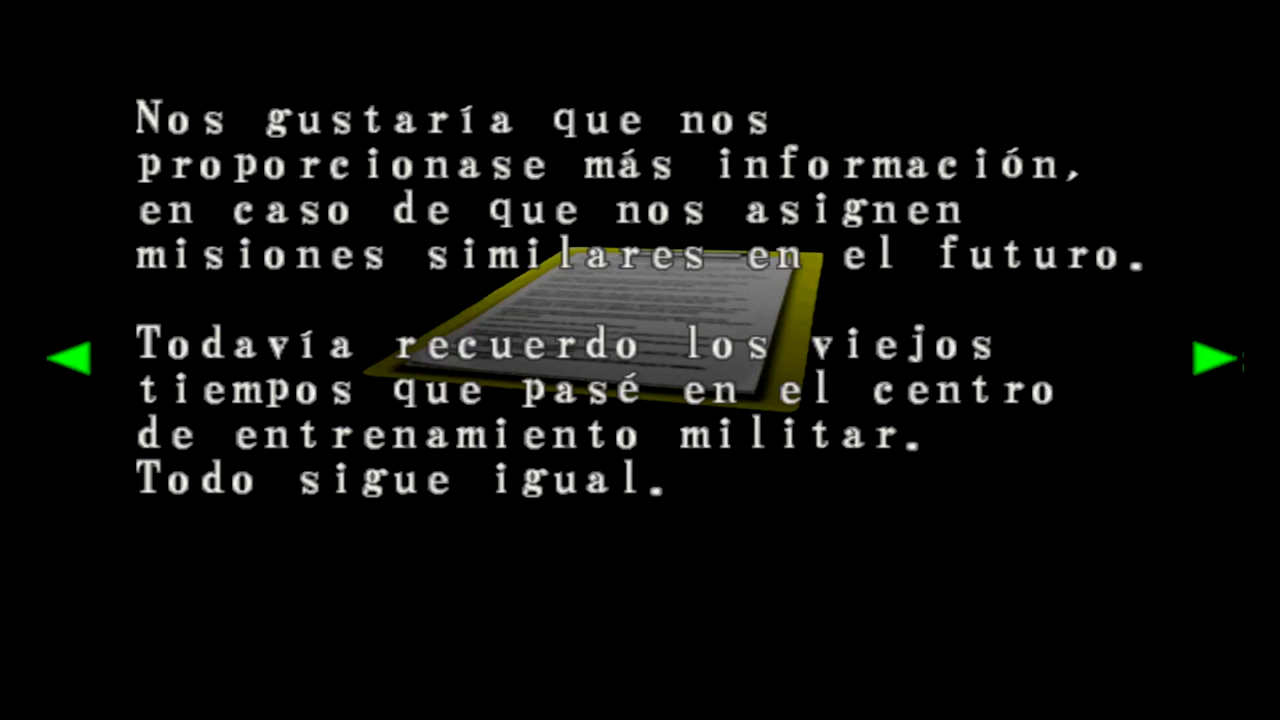 Nos gustaría que nos
proporcionase más información,
en caso de que nos asignen
misiones similares en el futuro.
Todavía recuerdo los viejos
tiempos que pasé en el centro
de entrenamiento militar.
Todo sigue igual.